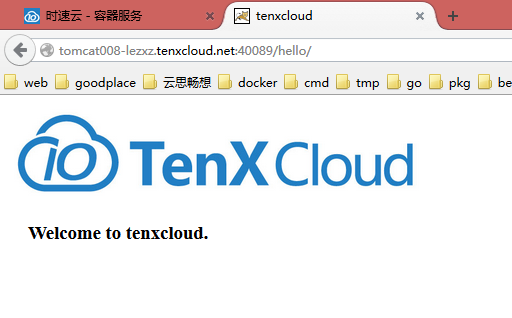 时速云 - 容器服务
tenxcloud
tomcat008-lezxz.tenxcloud.net:40089/hello/
web goodplace 云思畅想 docker cmd tmp go pkg be
TenX Cloud
Welcome to tenxcloud.